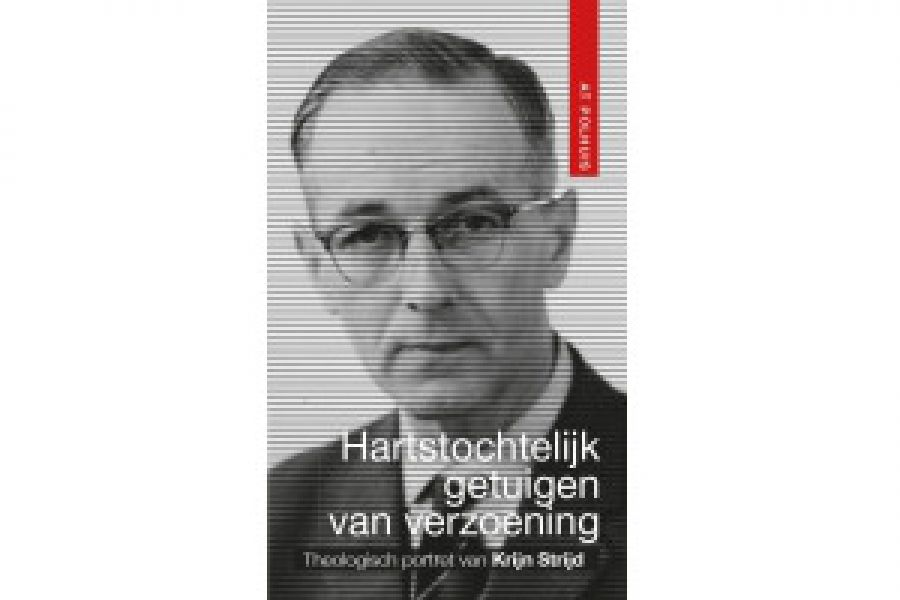 Hartstochtelijk
getuigen
van verzoening
Theologisch portret van Krijn Strijd